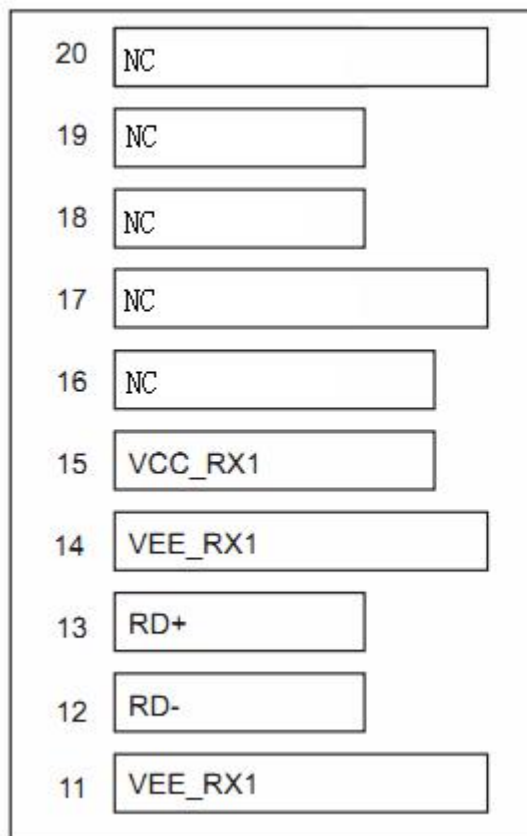 20 NC
19 NC
18 NC
17 NC
16 NC
15 VCC_RX1
14 VEE_RX1
13 RD+
12 RD-
11 VEE_RX1